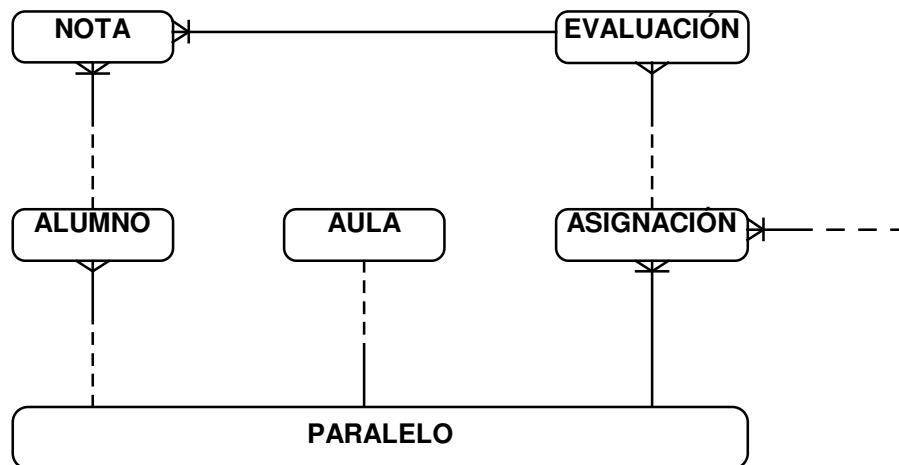 NOTA
EVALUACIÓN
ALUMNO
AULA
ASIGNACIÓN
PARALELO